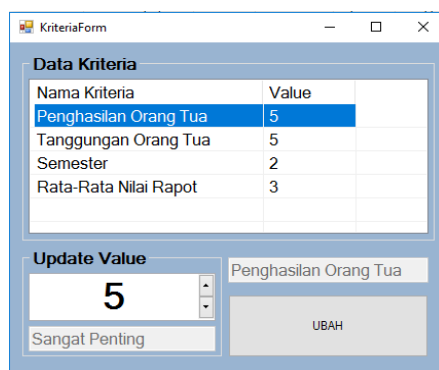 KriteriaForm
Data Kriteria
Nama Kriteria Value
Penghasilan Orang Tua 5
Tanggungan Orang Tua 5
Semester 2
Rata-Rata Nilai Rapot 3
Update Value
Penghasilan Orang Tua
5
UBAH
Sangat Penting